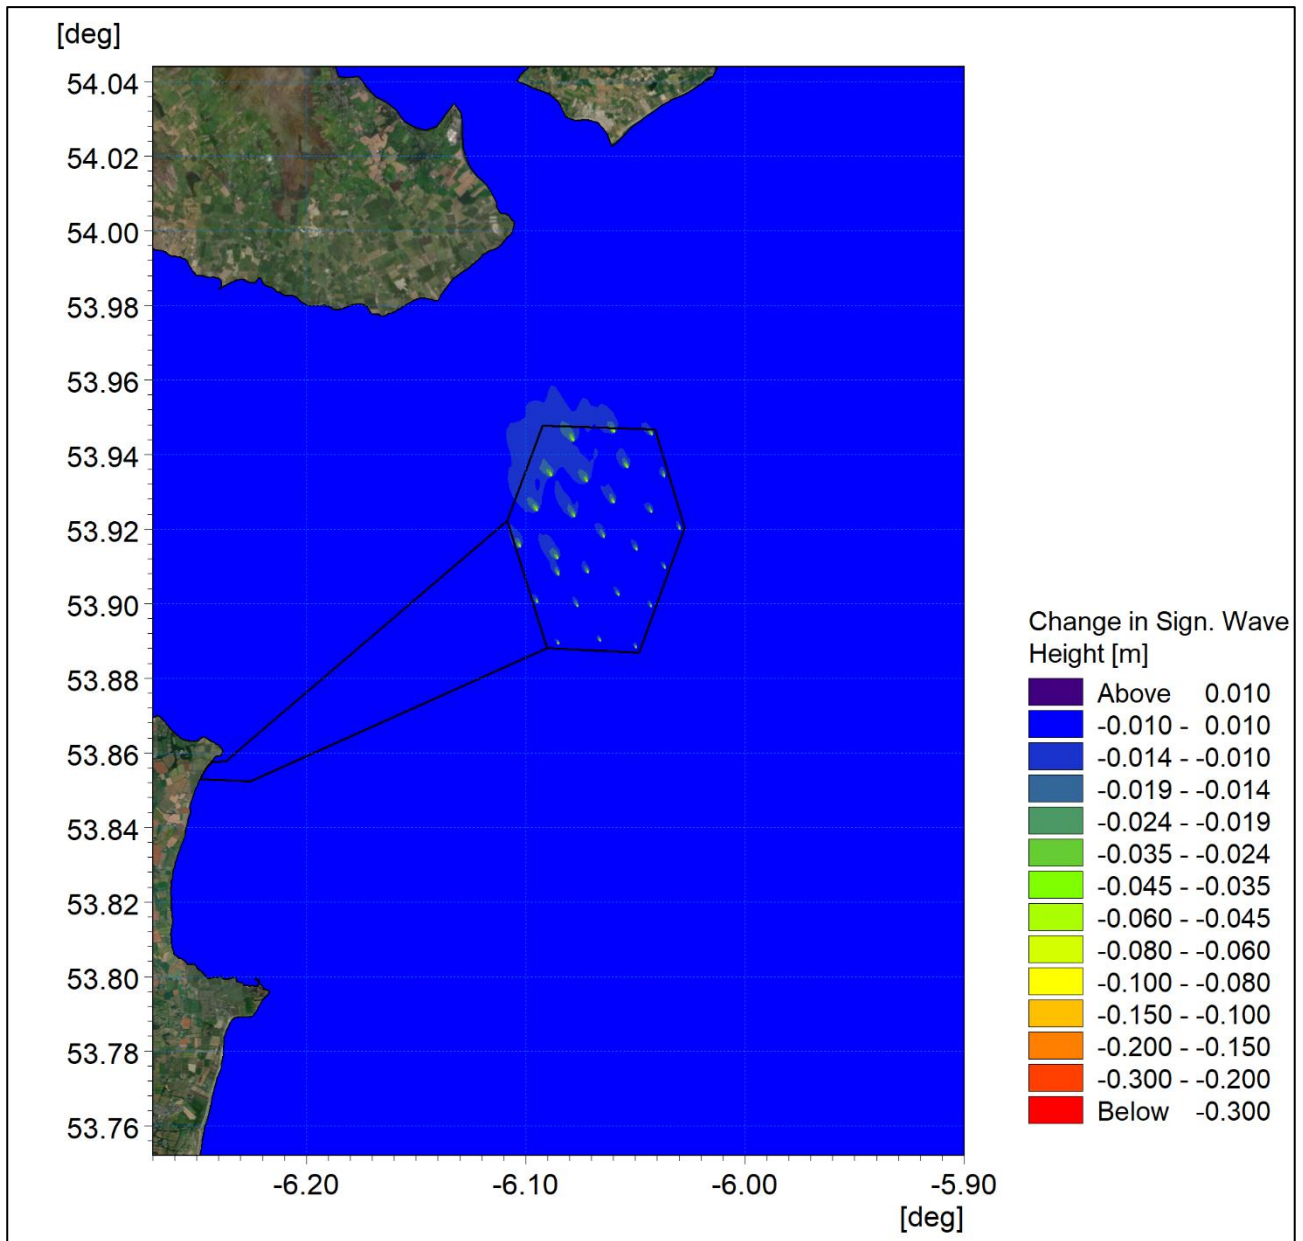 [deg]
54.04
54.02
54.00
53.98
53.96
53.94
53.92
53.90
53.88
53.86
53.84
53.82
53.80
53.78
53.76
-6.20 -6.10 -6.00 -5.90
[deg]
Change in Sign. Wave
Height [m]
Above 0.010
-0.010 - 0.010
-0.014 - -0.010
-0.019 - -0.014
-0.024 - -0.019
-0.035 - -0.024
-0.045 - -0.035
-0.060 - -0.045
-0.080 - -0.060
-0.100 - -0.080
-0.150 - -0.100
-0.200 - -0.150
-0.300 - -0.200
Below -0.300